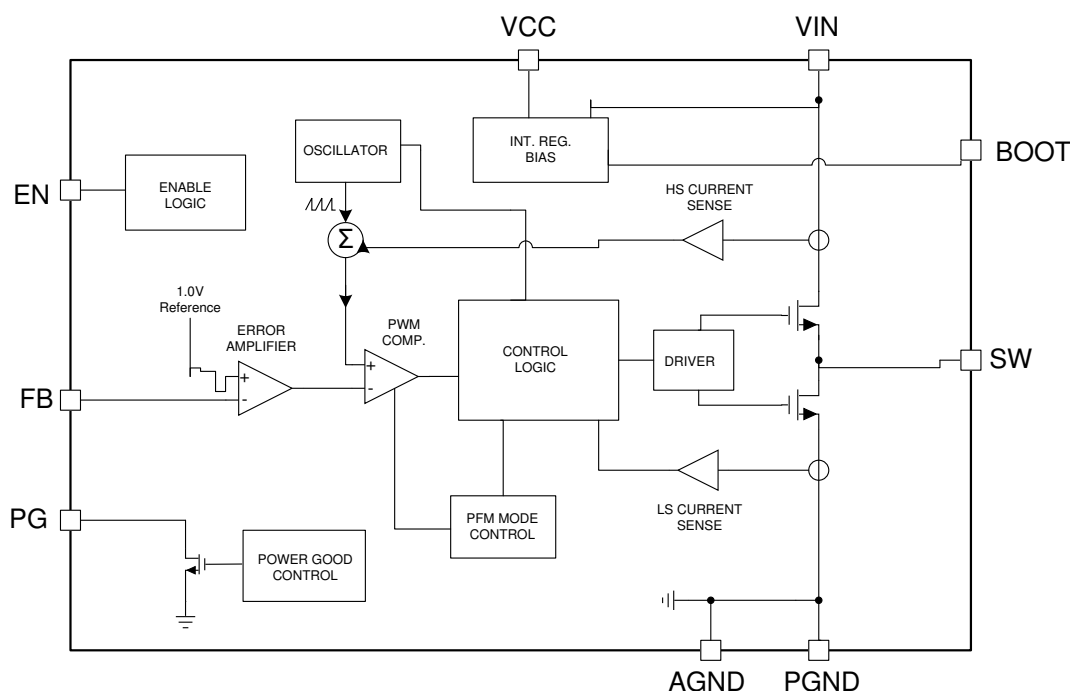 VCC
VIN
BOOT
EN
ENABLE
LOGIC
OSCILLATOR
INT. REG.
BIAS
HS CURRENT
SENSE
Σ
1.0V
Reference
ERROR
AMPLIFIER
+
-
PWM
COMP.
+
-
CONTROL
LOGIC
DRIVER
SW
FB
LS CURRENT
SENSE
PG
PFM MODE
CONTROL
POWER GOOD
CONTROL
AGND
PGND